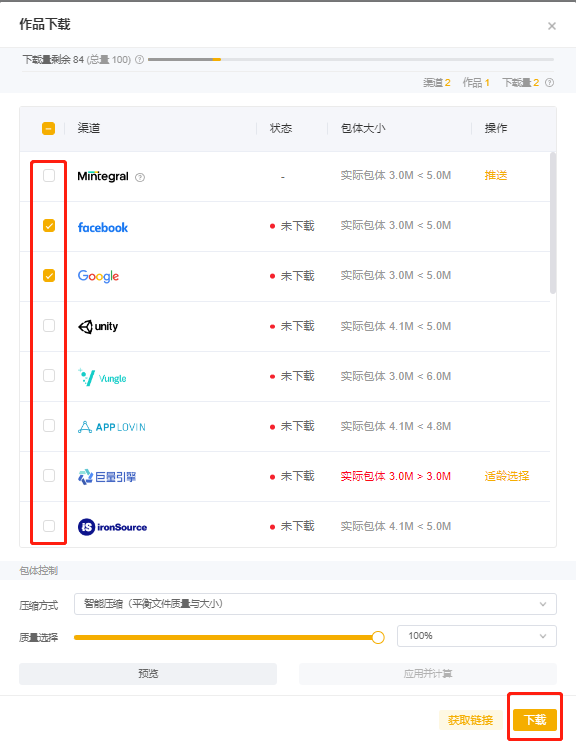 作品下载
下载量剩余 84 (总量 100)
渠道 2 作品 1 下载量 2
渠道 状态 包体大小 操作
Mintegral - 实际包体 3.0M < 5.0M 推送
facebook 未下载 实际包体 3.0M < 5.0M
Google 未下载 实际包体 3.0M < 5.0M
unity 未下载 实际包体 4.1M < 5.0M
Vungle 未下载 实际包体 3.0M < 6.0M
APPLOVIN 未下载 实际包体 4.1M < 4.8M
巨量引擎 未下载 实际包体 3.0M > 3.0M 适龄选择
ironSource 未下载 实际包体 4.1M < 5.0M
包体控制
压缩方式 智能压缩（平衡文件质量与大小）
质量选择 100%
预览 应用并计算
获取链接 下载